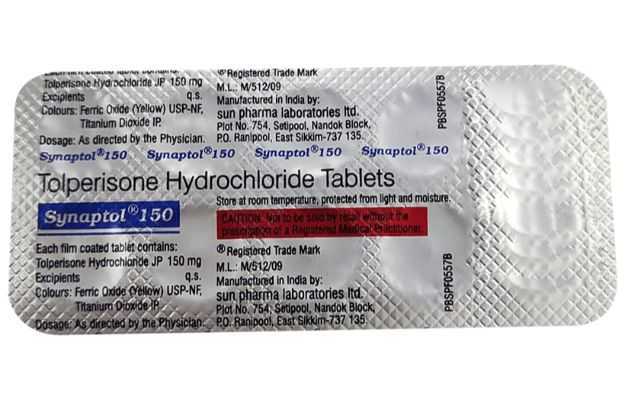 Each film coated tablet contains:
Tolperisone Hydrochloride JP 150 mg
Excipients q.s.
Colours: Ferric Oxide (Yellow) USP-NF,
Titanium Dioxide IP.
Dosage: As directed by the Physician.
®Registered Trade Mark
M.L.: M/512/09
Manufactured in India by:
sun pharma laboratories ltd.
Plot No. 754, Setipool, Nandok Block,
P.O. Ranipool, East Sikkim-737 135.
PBSPF0557B
Synaptol®150 Synaptol®150 Synaptol®150 Synaptol®150
Tolperisone Hydrochloride Tablets
Synaptol®150
Store at room temperature, protected from light and moisture.
CAUTION: Not to be sold by retail without the
prescription of a Registered Medical Practitioner.
Each film coated tablet contains:
Tolperisone Hydrochloride JP 150 mg
Excipients q.s.
Colours: Ferric Oxide (Yellow) USP-NF,
Titanium Dioxide IP.
Dosage: As directed by the Physician.
®Registered Trade Mark
M.L.: M/512/09
Manufactured in India by:
sun pharma laboratories ltd.
Plot No. 754, Setipool, Nandok Block,
P.O. Ranipool, East Sikkim-737 135.
PBSPF0557B